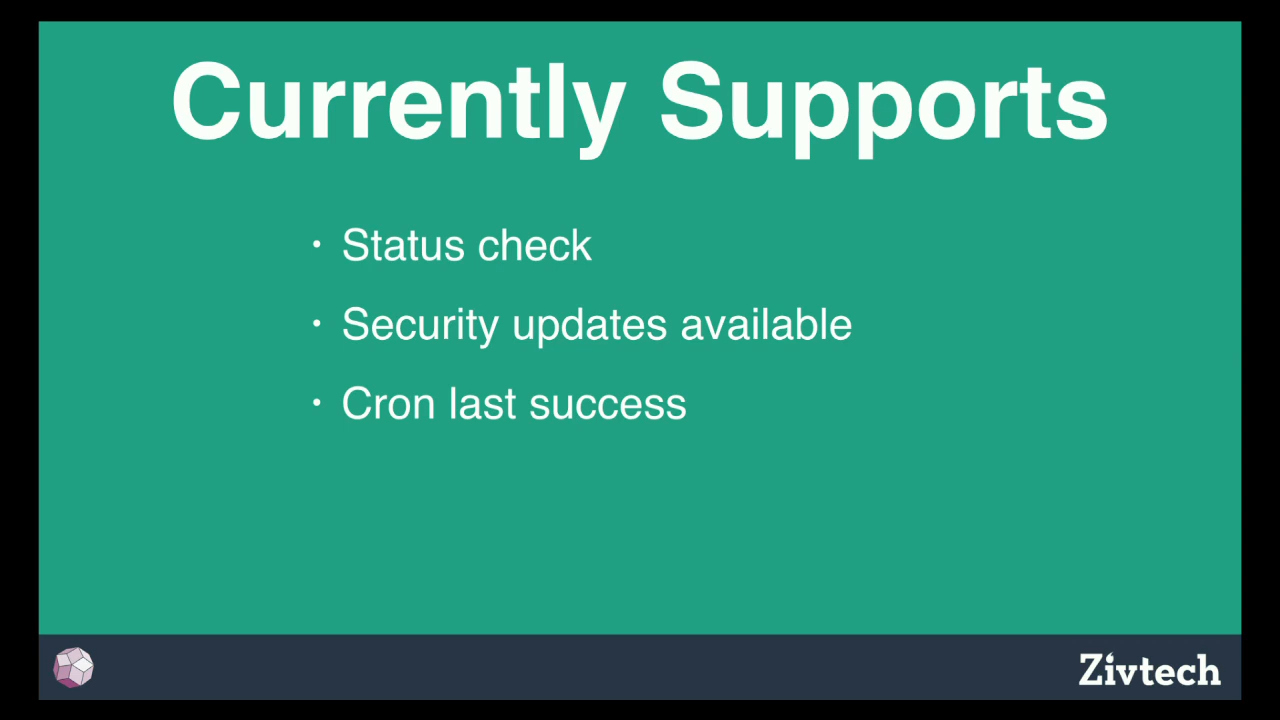 Currently Supports
• Status check
• Security updates available
• Cron last success
Zivtech